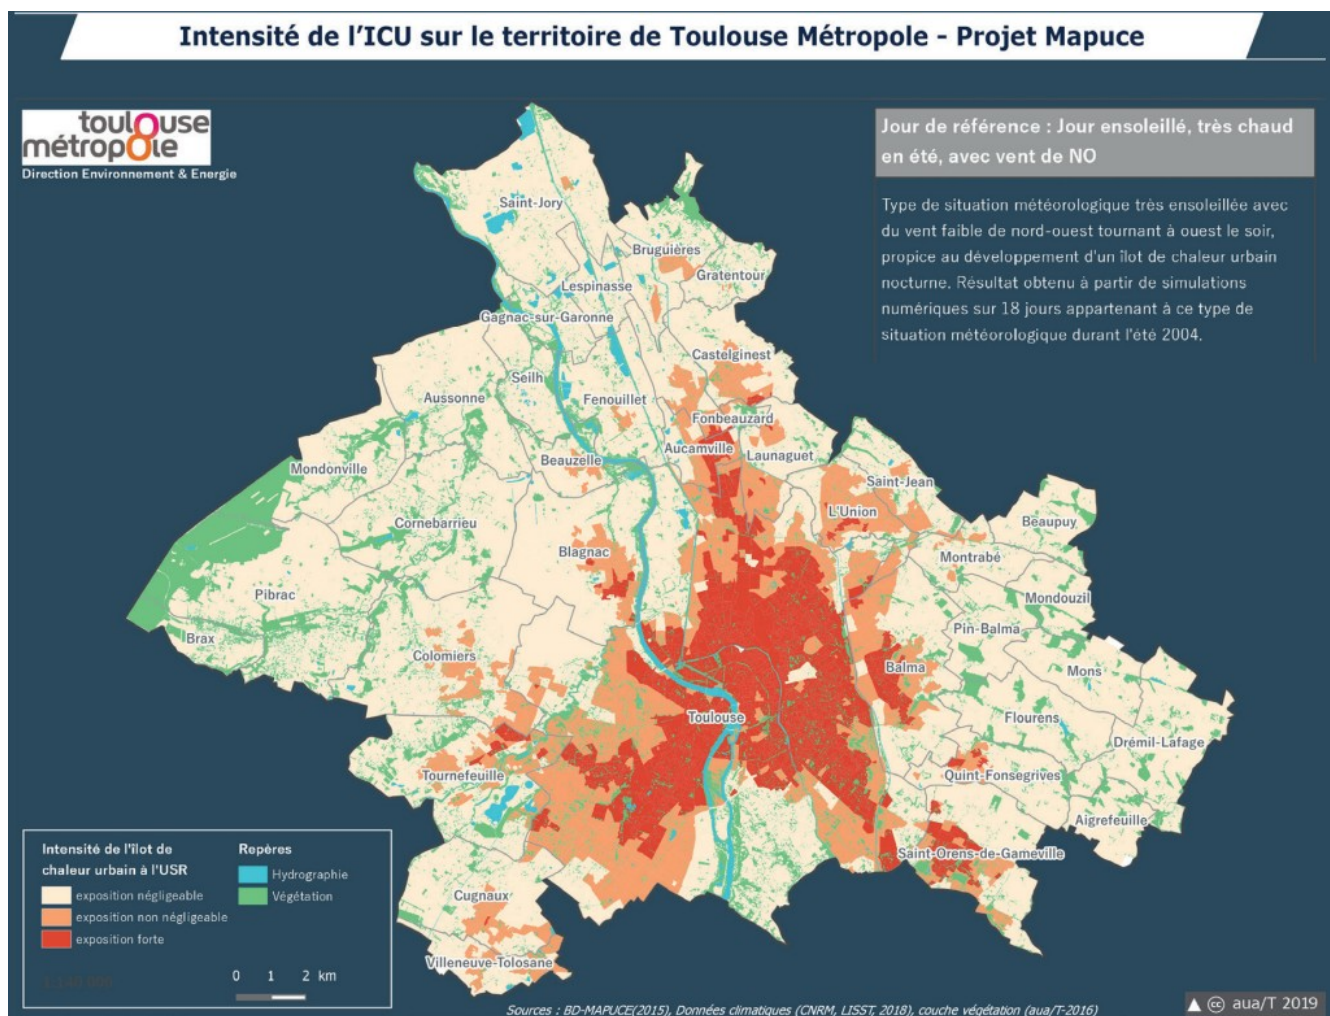 Intensité de l'ICU sur le territoire de Toulouse Métropole - Projet Mapuce
toulouse
métropole
Direction Environnement & Energie
Jour de référence : Jour ensoleillé, très chaud
en été, avec vent de NO
Type de situation météorologique très ensoleillée avec
du vent faible de nord-ouest tournant à ouest le soir,
propice au développement d'un îlot de chaleur urbain
nocturne. Résultat obtenu à partir de simulations
numériques sur 18 jours appartenant à ce type de
situation météorologique durant l'été 2004.
Saint-Jory
Bruguières
Gratentour
Lespinasse
Gagnac-sur-Garonne
Castelginest
Seilh
Aussonne
Fenouillet
Fonbeauzard
Aucamville
Launaguet
Beauzelle
Mondonville
Saint-Jean
L'Union
Cornebarrieu
Beaupuy
Blagnac
Montrabé
Pibrac
Mondouzil
Pin-Balma
Brax
Colomiers
Balma
Mons
Toulouse
Flourens
Drémil-Lafage
Tournefeuille
Quint-Fonsegrives
Aigrefeuille
Saint-Orens-de-Gameville
Cugnaux
Villeneuve-Tolosane
Intensité de l'îlot de
chaleur urbain à l'USR
exposition négligeable
exposition non négligeable
exposition forte
Repères
Hydrographie
Végétation
0 1 2 km
Sources : BD-MAPUCE(2015), Données climatiques (CNRM, LISST, 2018), couche végétation (aua/T-2016)
cc aua/T 2019